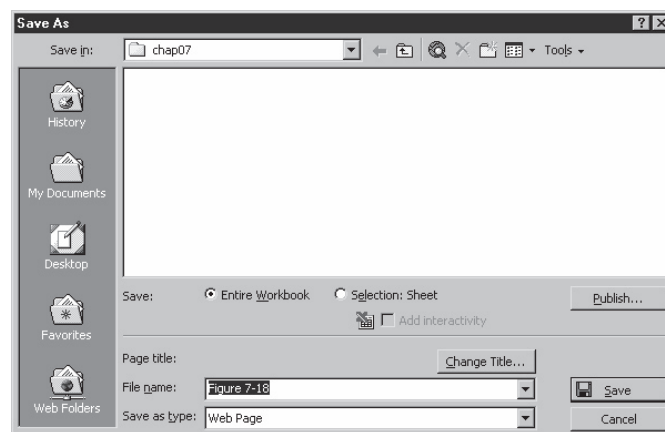 Save As
Save in: chap07 Tools
History
My Documents
Desktop
Favorites
Web Folders
Save: Entire Workbook Selection: Sheet Publish...
Add interactivity
Page title: Change Title...
File name: Figure 7-18 Save
Save as type: Web Page Cancel